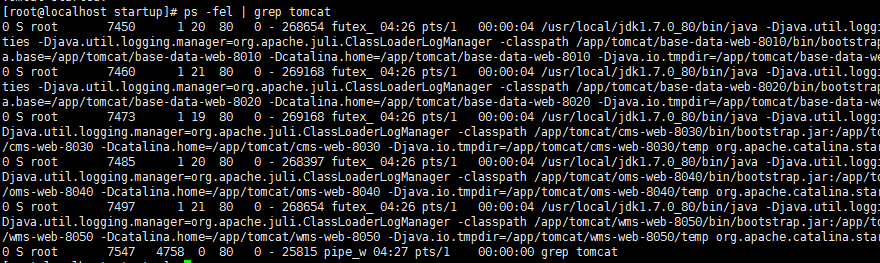 [root@localhost startup]# ps -fel | grep tomcat
0 S root      7450     1 20  80   0 - 268654 futex_ 04:26 pts/1    00:00:04 /usr/local/jdk1.7.0_80/bin/java -Djava.util.loggi
ties -Djava.util.logging.manager=org.apache.juli.ClassLoaderLogManager -classpath /app/tomcat/base-data-web-8010/bin/bootstrap
a.base=/app/tomcat/base-data-web-8010 -Dcatalina.home=/app/tomcat/base-data-web-8010 -Djava.io.tmpdir=/app/tomcat/base-data-we
0 S root      7460     1 21  80   0 - 269168 futex_ 04:26 pts/1    00:00:04 /usr/local/jdk1.7.0_80/bin/java -Djava.util.loggi
ties -Djava.util.logging.manager=org.apache.juli.ClassLoaderLogManager -classpath /app/tomcat/base-data-web-8020/bin/bootstrap
a.base=/app/tomcat/base-data-web-8020 -Dcatalina.home=/app/tomcat/base-data-web-8020 -Djava.io.tmpdir=/app/tomcat/base-data-we
0 S root      7473     1 19  80   0 - 269168 futex_ 04:26 pts/1    00:00:04 /usr/local/jdk1.7.0_80/bin/java -Djava.util.loggi
Djava.util.logging.manager=org.apache.juli.ClassLoaderLogManager -classpath /app/tomcat/cms-web-8030/bin/bootstrap.jar:/app/to
/cms-web-8030 -Dcatalina.home=/app/tomcat/cms-web-8030 -Djava.io.tmpdir=/app/tomcat/cms-web-8030/temp org.apache.catalina.star
0 S root      7485     1 20  80   0 - 268397 futex_ 04:26 pts/1    00:00:04 /usr/local/jdk1.7.0_80/bin/java -Djava.util.loggi
Djava.util.logging.manager=org.apache.juli.ClassLoaderLogManager -classpath /app/tomcat/oms-web-8040/bin/bootstrap.jar:/app/to
/oms-web-8040 -Dcatalina.home=/app/tomcat/oms-web-8040 -Djava.io.tmpdir=/app/tomcat/oms-web-8040/temp org.apache.catalina.star
0 S root      7497     1 21  80   0 - 268654 futex_ 04:26 pts/1    00:00:04 /usr/local/jdk1.7.0_80/bin/java -Djava.util.loggi
Djava.util.logging.manager=org.apache.juli.ClassLoaderLogManager -classpath /app/tomcat/wms-web-8050/bin/bootstrap.jar:/app/to
/wms-web-8050 -Dcatalina.home=/app/tomcat/wms-web-8050 -Djava.io.tmpdir=/app/tomcat/wms-web-8050/temp org.apache.catalina.star
0 S root      7547  4758  0  80   0 - 25815 pipe_w 04:27 pts/1    00:00:00 grep tomcat